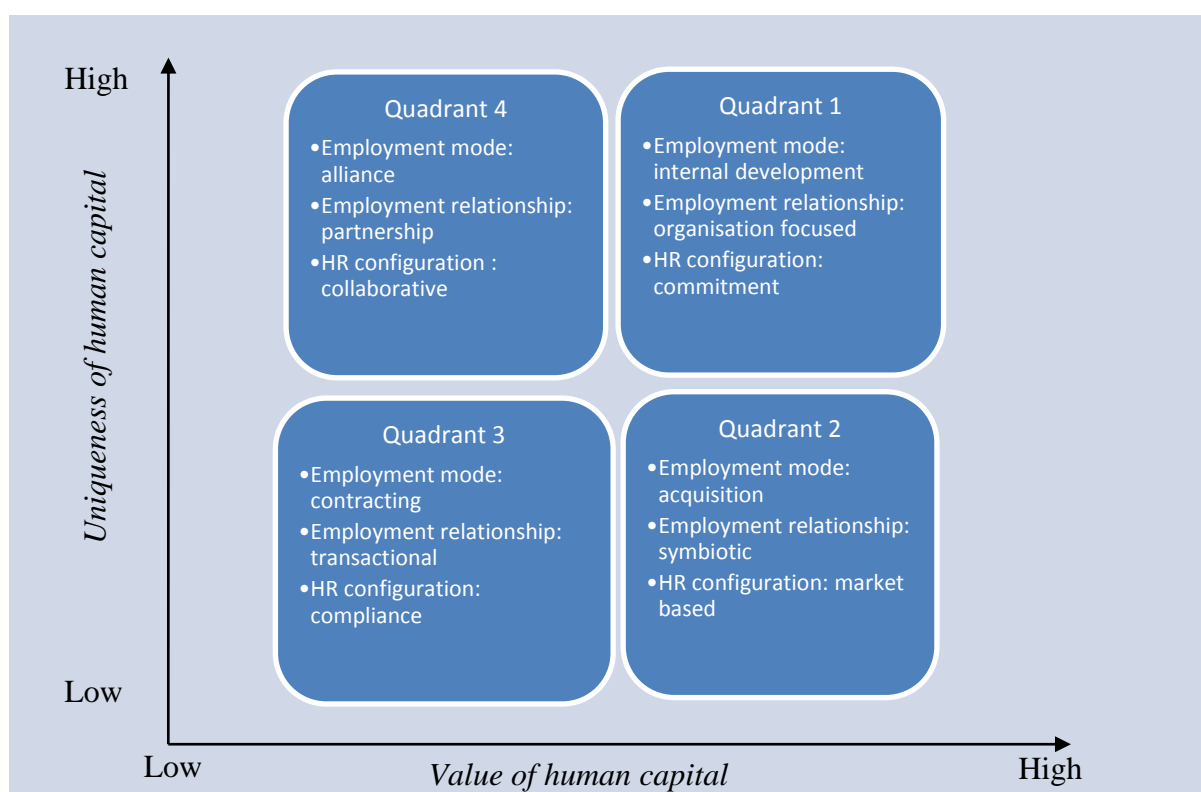 High
Uniqueness of human capital
Low
Quadrant 4
•Employment mode:
alliance
•Employment relationship:
partnership
•HR configuration :
collaborative
Quadrant 1
•Employment mode:
internal development
•Employment relationship:
organisation focused
•HR configuration:
commitment
Quadrant 3
•Employment mode:
contracting
•Employment relationship:
transactional
•HR configuration:
compliance
Quadrant 2
•Employment mode:
acquisition
•Employment relationship:
symbiotic
•HR configuration: market
based
Low
Value of human capital
High